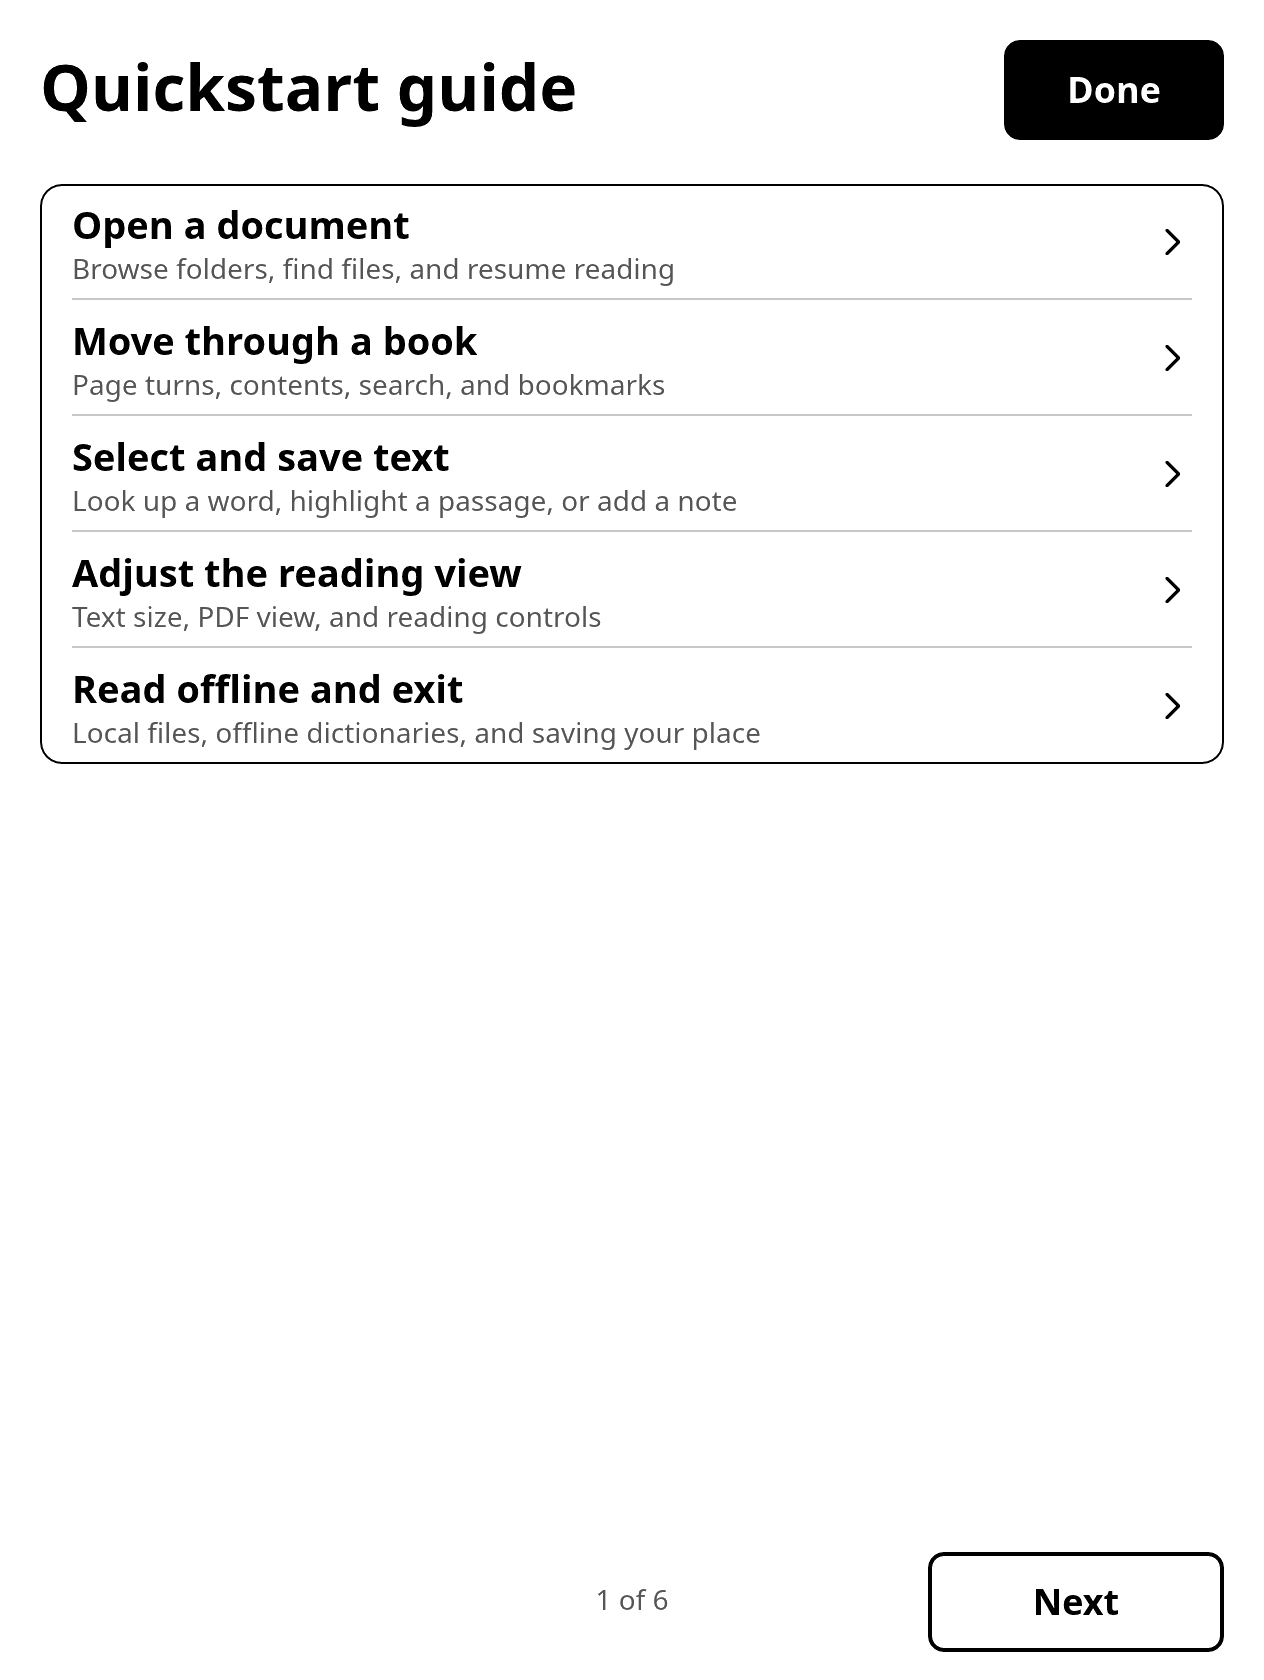 Quickstart guide
Done
Open a document
Browse folders, find files, and resume reading
Move through a book
Page turns, contents, search, and bookmarks
Select and save text
Look up a word, highlight a passage, or add a note
Adjust the reading view
Text size, PDF view, and reading controls
Read offline and exit
Local files, offline dictionaries, and saving your place
1 of 6
Next